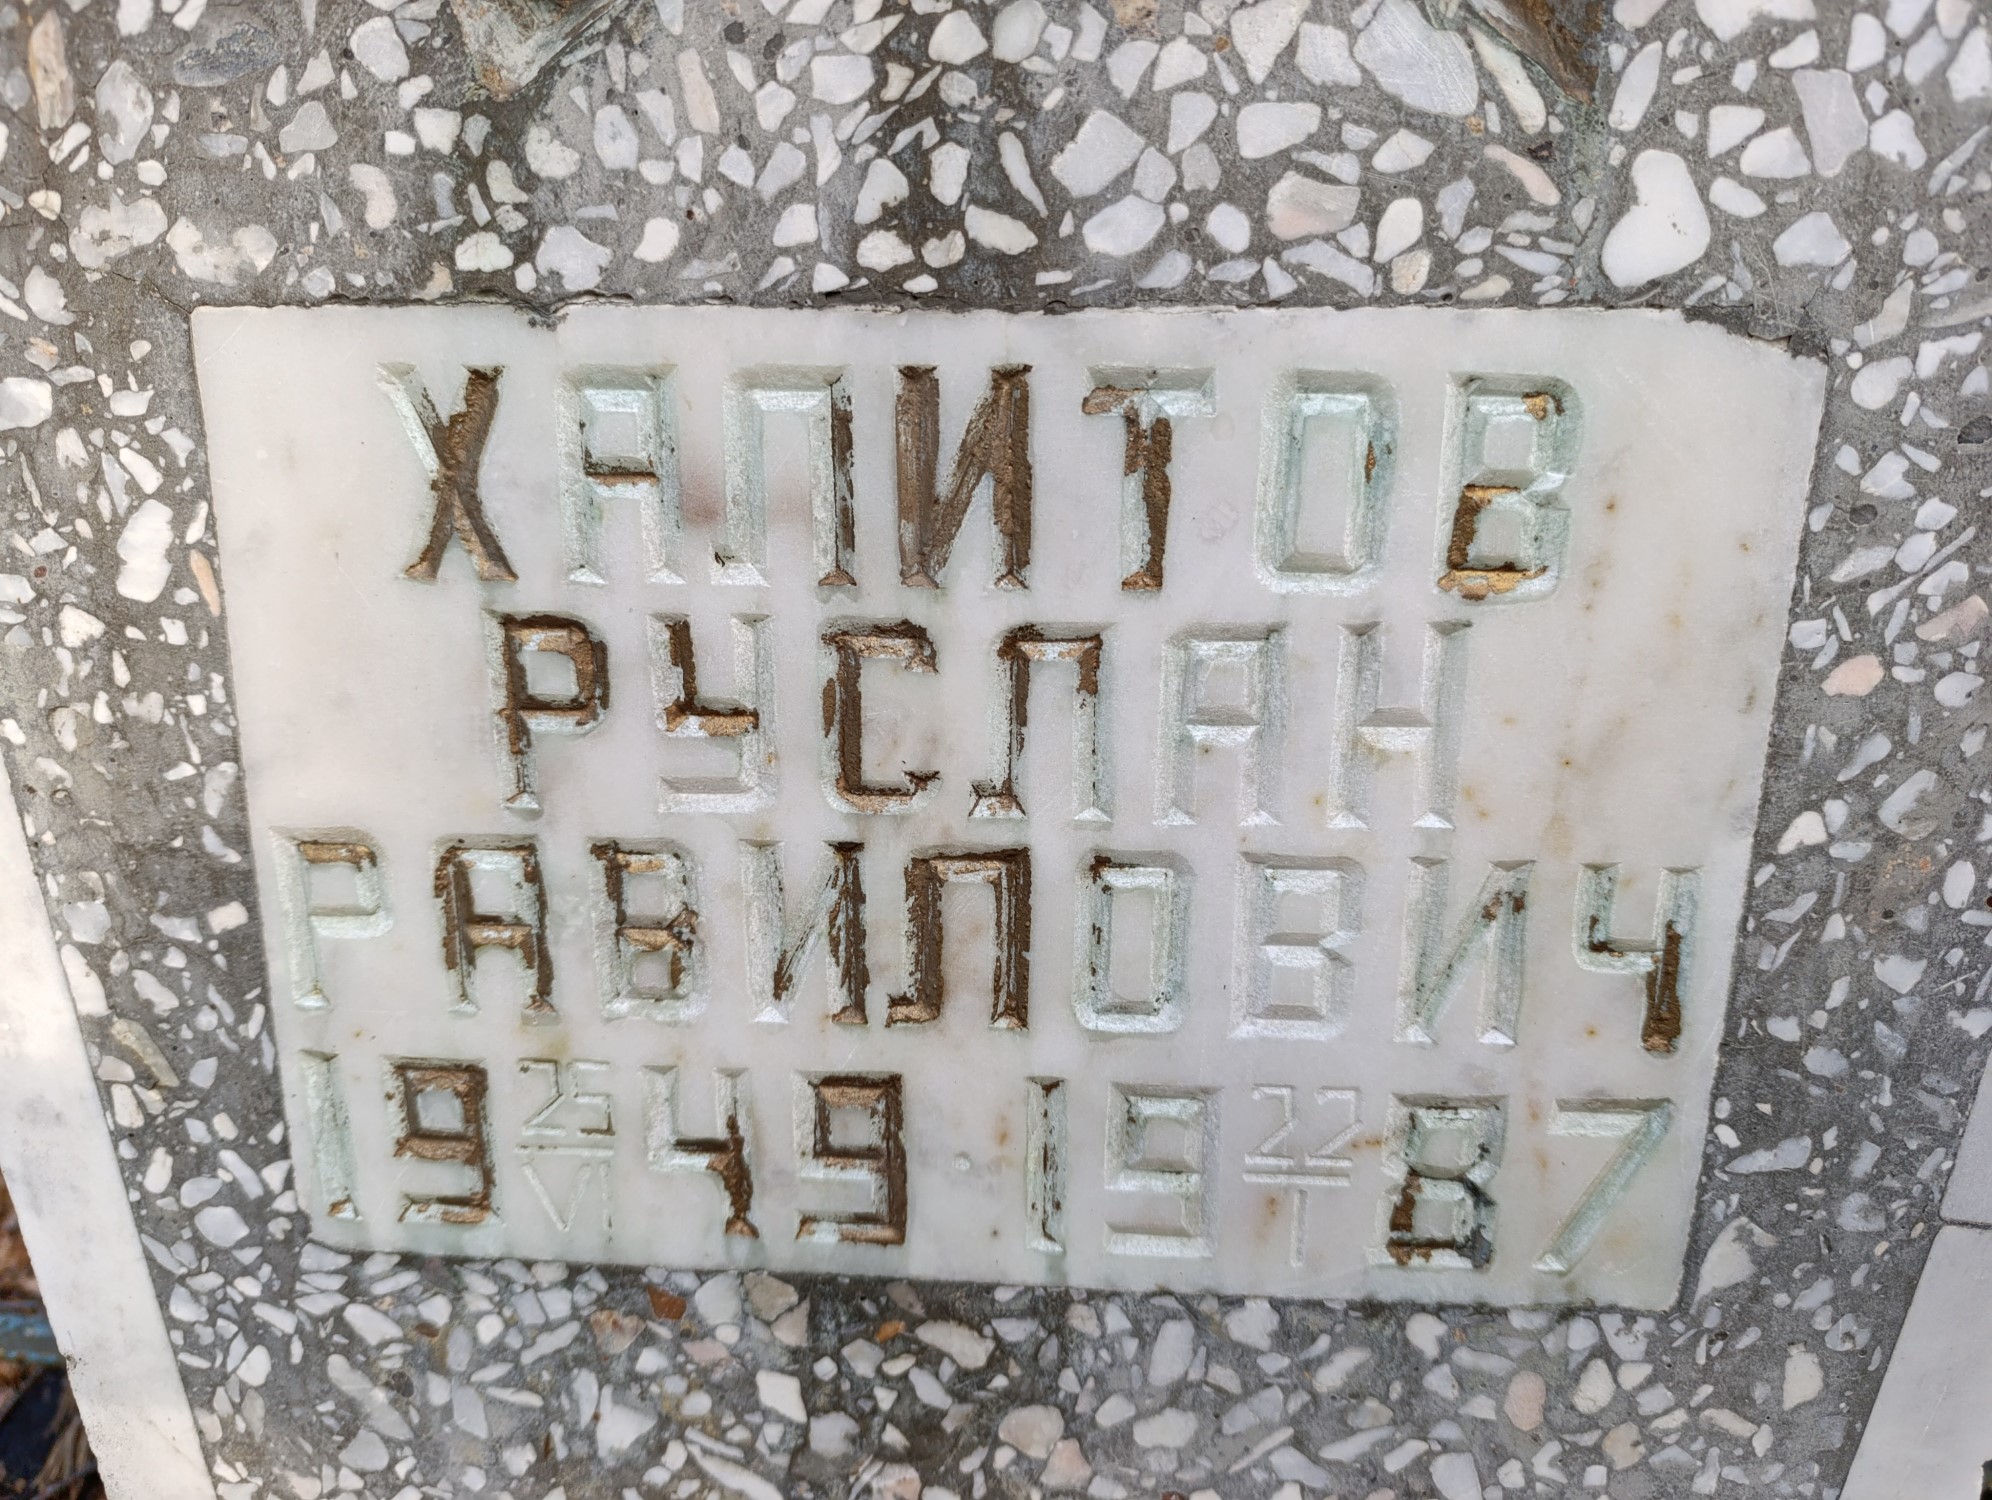 ХАЛИТОВ
РУСЛАН
РАВИЛОВИЧ
19 25/VI 49 19 22/I 87